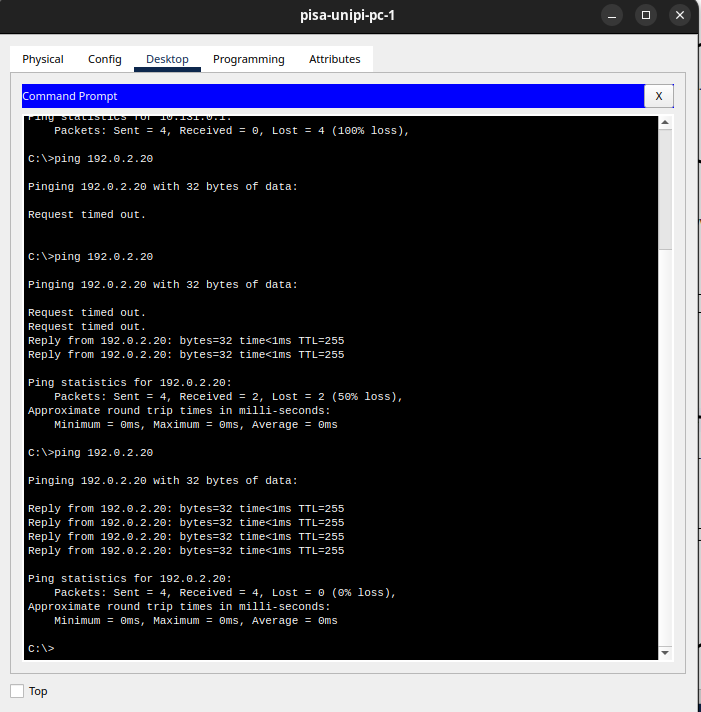 pisa-unipi-pc-1
Physical Config Desktop Programming Attributes
Command Prompt X
Ping statistics for 10.131.0.1:
Packets: Sent = 4, Received = 0, Lost = 4 (100% loss),
C:\>ping 192.0.2.20
Pinging 192.0.2.20 with 32 bytes of data:
Request timed out.
C:\>ping 192.0.2.20
Pinging 192.0.2.20 with 32 bytes of data:
Request timed out.
Request timed out.
Reply from 192.0.2.20: bytes=32 time<1ms TTL=255
Reply from 192.0.2.20: bytes=32 time<1ms TTL=255
Ping statistics for 192.0.2.20:
Packets: Sent = 4, Received = 2, Lost = 2 (50% loss),
Approximate round trip times in milli-seconds:
Minimum = 0ms, Maximum = 0ms, Average = 0ms
C:\>ping 192.0.2.20
Pinging 192.0.2.20 with 32 bytes of data:
Reply from 192.0.2.20: bytes=32 time<1ms TTL=255
Reply from 192.0.2.20: bytes=32 time<1ms TTL=255
Reply from 192.0.2.20: bytes=32 time<1ms TTL=255
Reply from 192.0.2.20: bytes=32 time<1ms TTL=255
Ping statistics for 192.0.2.20:
Packets: Sent = 4, Received = 4, Lost = 0 (0% loss),
Approximate round trip times in milli-seconds:
Minimum = 0ms, Maximum = 0ms, Average = 0ms
C:\>
Top